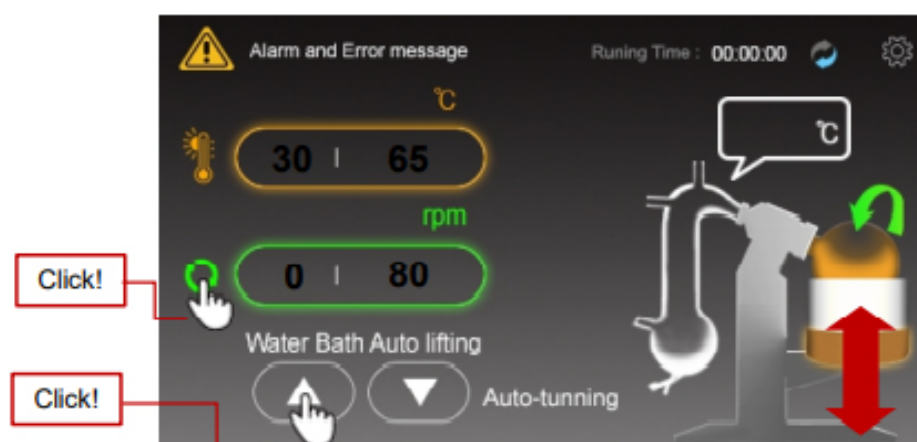 Alarm and Error message
Runing Time : 00:00:00
℃
30 | 65
℃
rpm
Click!
0 | 80
Water Bath Auto lifting
Click!
Auto-tunning